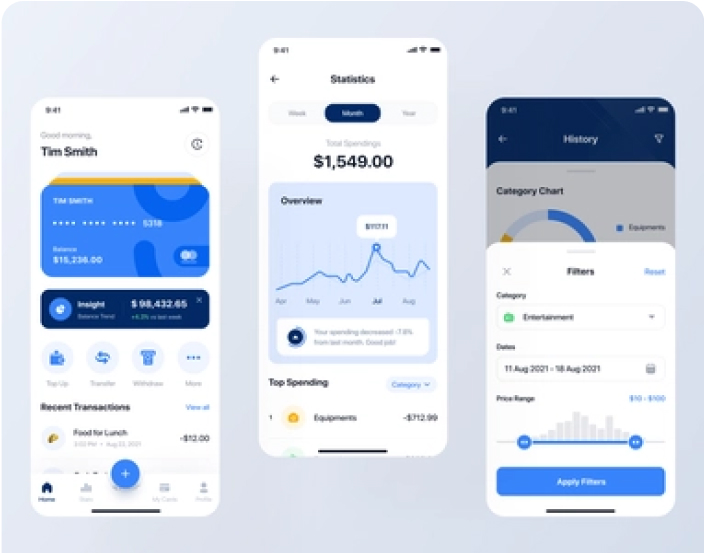 9:41
Good morning,
Tim Smith
TIM SMITH
•••• •••• •••• 5318
Balance
$15,236.00
Insight
Balance Trend
$ 98,432.65
+4.3% vs last week
Top Up
Transfer
Withdraw
More
Recent Transactions
View all
Food for Lunch
3:02 PM • Aug 23, 2021
-$12.00
Home
Stats
My Cards
Profile
9:41
Statistics
Week
Month
Year
Total Spendings
$1,549.00
Overview
$117.11
Apr
May
Jun
Jul
Aug
Your spending decreased -7.8%
from last month. Good job!
Top Spending
Category
1
Equipments
-$712.99
9:41
History
Category Chart
Equipments
Filters
Reset
Category
Entertainment
Dates
11 Aug 2021 - 18 Aug 2021
Price Range
$10 - $100
Apply Filters